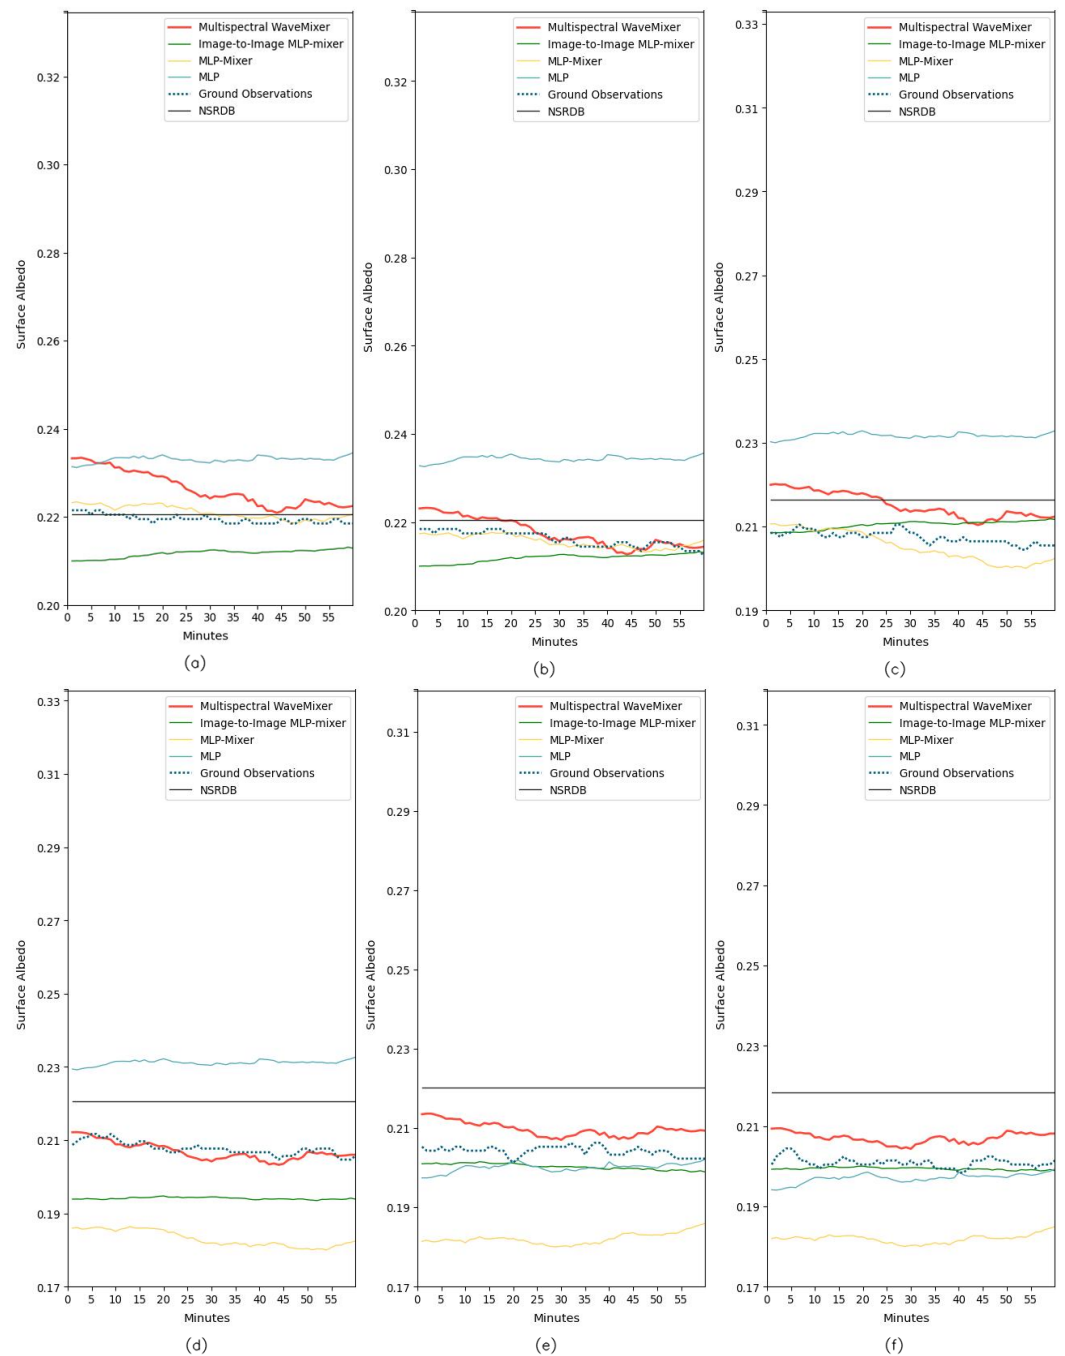 Multispectral WaveMixer
Image-to-Image MLP-mixer
MLP-Mixer
MLP
Ground Observations
NSRDB
0.32
0.30
0.28
0.26
0.24
0.22
0.20
Surface Albedo
0 5 10 15 20 25 30 35 40 45 50 55
Minutes
(a)
Multispectral WaveMixer
Image-to-Image MLP-mixer
MLP-Mixer
MLP
Ground Observations
NSRDB
0.32
0.30
0.28
0.26
0.24
0.22
0.20
Surface Albedo
0 5 10 15 20 25 30 35 40 45 50 55
Minutes
(b)
Multispectral WaveMixer
Image-to-Image MLP-mixer
MLP-Mixer
MLP
Ground Observations
NSRDB
0.33
0.33
0.29
0.27
0.25
0.23
0.21
0.19
Surface Albedo
0 5 10 15 20 25 30 35 40 45 50 55
Minutes
(c)
Multispectral WaveMixer
Image-to-Image MLP-mixer
MLP-Mixer
MLP
Ground Observations
NSRDB
0.33
0.31
0.29
0.27
0.25
0.23
0.21
0.19
0.17
Surface Albedo
0 5 10 15 20 25 30 35 40 45 50 55
Minutes
(d)
Multispectral WaveMixer
Image-to-Image MLP-mixer
MLP-Mixer
MLP
Ground Observations
NSRDB
0.31
0.29
0.27
0.25
0.23
0.21
0.19
0.17
Surface Albedo
0 5 10 15 20 25 30 35 40 45 50 55
Minutes
(e)
Multispectral WaveMixer
Image-to-Image MLP-mixer
MLP-Mixer
MLP
Ground Observations
NSRDB
0.31
0.29
0.27
0.25
0.23
0.21
0.19
0.17
Surface Albedo
0 5 10 15 20 25 30 35 40 45 50 55
Minutes
(f)